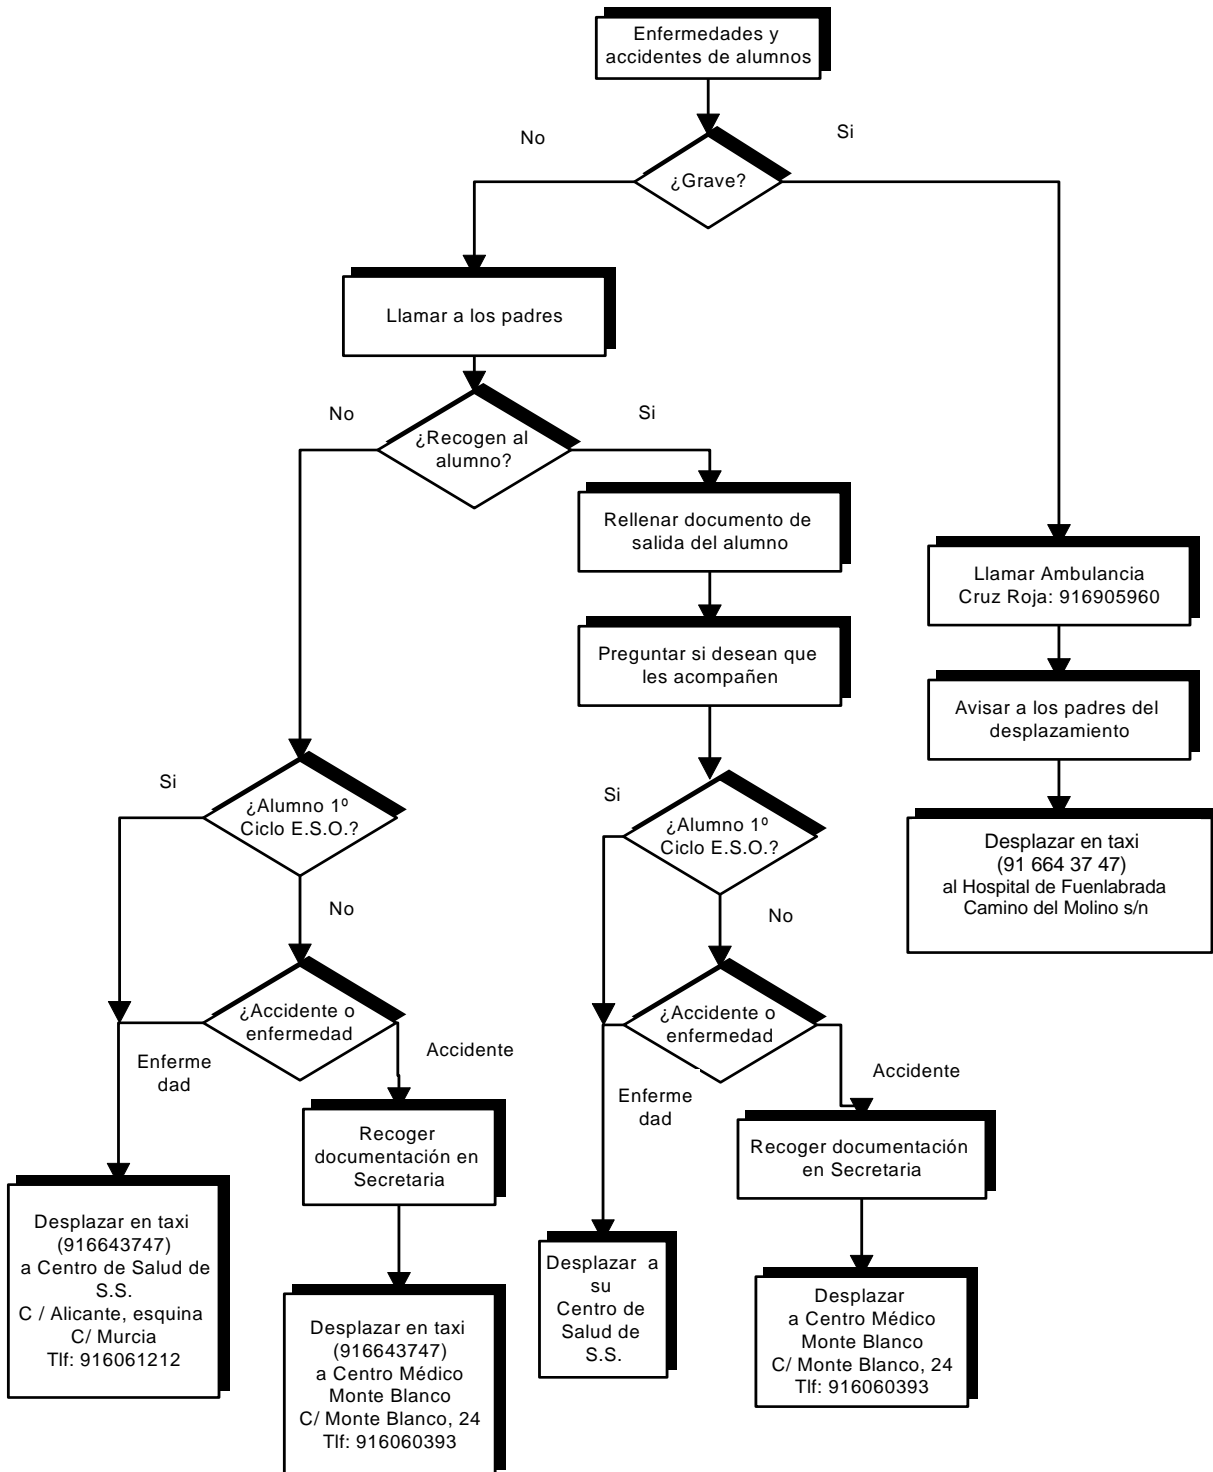 Enfermedades y
accidentes de alumnos
No
Si
¿Grave?
Llamar a los padres
No
Si
¿Recogen al
alumno?
Rellenar documento de
salida del alumno
Llamar Ambulancia
Cruz Roja: 916905960
Preguntar si desean que
les acompañen
Avisar a los padres del
desplazamiento
Si
¿Alumno 1º
Ciclo E.S.O.?
No
Si
¿Alumno 1º
Ciclo E.S.O.?
No
Desplazar en taxi
(91 664 37 47)
al Hospital de Fuenlabrada
Camino del Molino s/n
¿Accidente o
enfermedad
Enferme
dad
Accidente
¿Accidente o
enfermedad
Enferme
dad
Accidente
Recoger
documentación en
Secretaria
Recoger documentación
en Secretaria
Desplazar en taxi
(916643747)
a Centro de Salud de
S.S.
C / Alicante, esquina
C/ Murcia
Tlf: 916061212
Desplazar en taxi
(916643747)
a Centro Médico
Monte Blanco
C/ Monte Blanco, 24
Tlf: 916060393
Desplazar a
su
Centro de
Salud de
S.S.
Desplazar
a Centro Médico
Monte Blanco
C/ Monte Blanco, 24
Tlf: 916060393